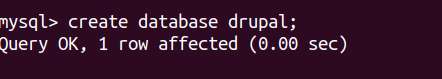 mysql> create database drupal;
Query OK, 1 row affected (0.00 sec)